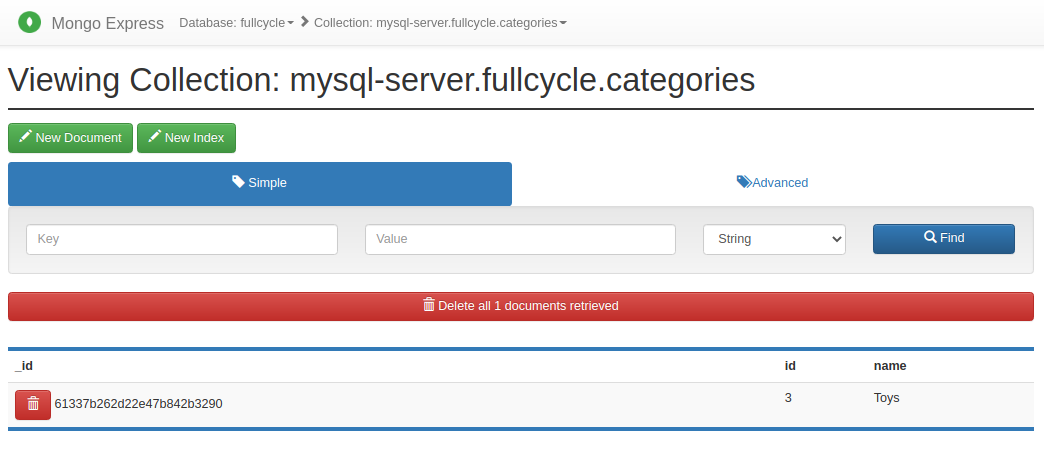 Mongo Express Database: fullcycle Collection: mysql-server.fullcycle.categories
Viewing Collection: mysql-server.fullcycle.categories
New Document New Index
Simple Advanced
Key Value String Find
Delete all 1 documents retrieved
_id id name
61337b262d22e47b842b3290 3 Toys